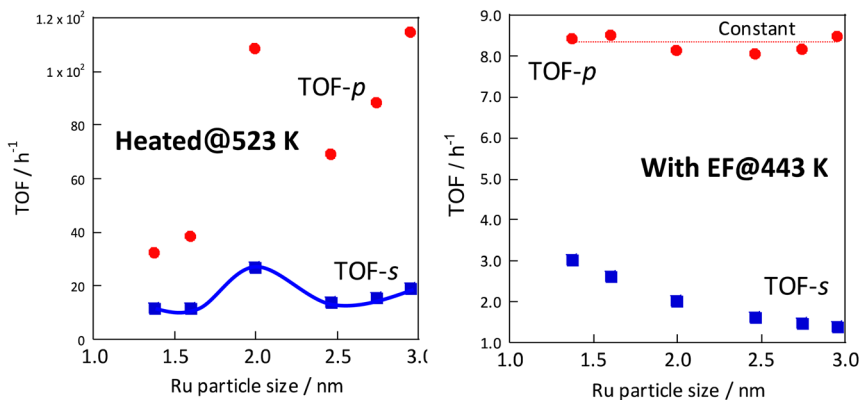 1.2 x 10²
1 x 10²
80
60
40
20
0
TOF / h⁻¹
TOF-p
Heated@523 K
TOF-s
1.0 1.5 2.0 2.5 3.0
Ru particle size / nm
9.0
8.0
7.0
6.0
5.0
4.0
3.0
2.0
1.0
TOF / h⁻¹
Constant
TOF-p
With EF@443 K
TOF-s
1.0 1.5 2.0 2.5 3.0
Ru particle size / nm